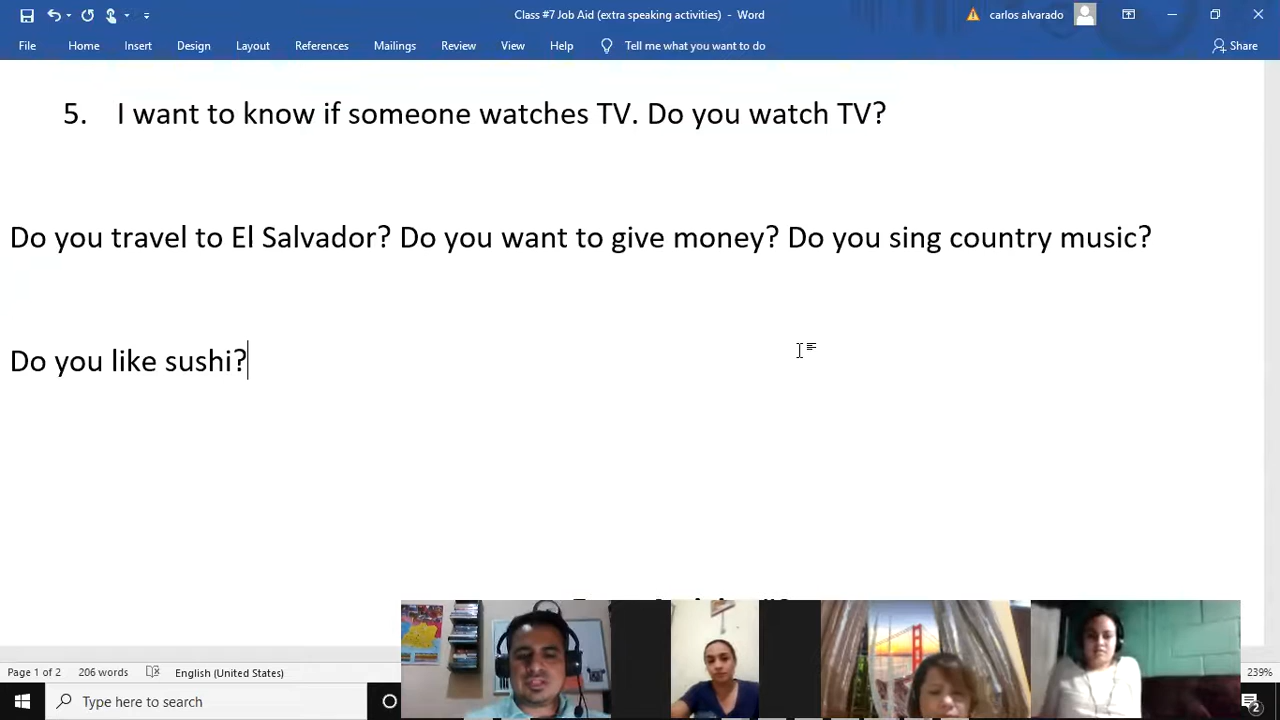 Class #7 Job Aid (extra speaking activities) - Word
carlos alvarado
File Home Insert Design Layout References Mailings Review View Help Tell me what you want to do Share
5. I want to know if someone watches TV. Do you watch TV?
Do you travel to El Salvador? Do you want to give money? Do you sing country music?
Do you like sushi?
Page 1 of 2 206 words English (United States) 239%
Type here to search
2